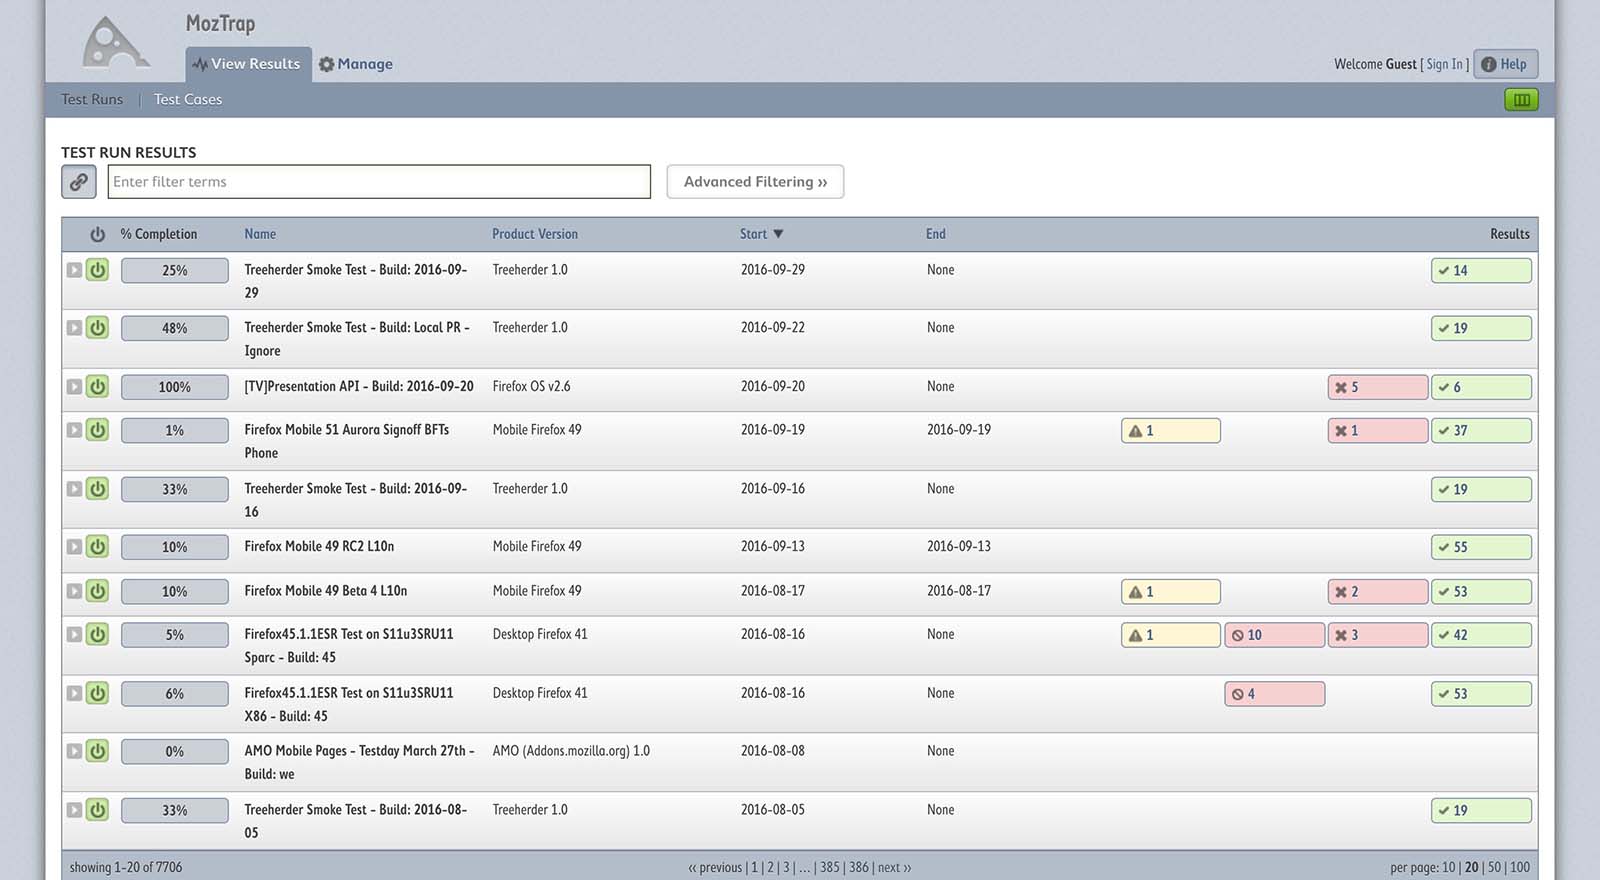 MozTrap
View Results Manage
Welcome Guest [ Sign In ] Help
Test Runs | Test Cases
TEST RUN RESULTS
Enter filter terms
Advanced Filtering »
% Completion Name Product Version Start ▼ End Results
25% Treeherder Smoke Test - Build: 2016-09- Treeherder 1.0 2016-09-29 None 14
29
48% Treeherder Smoke Test - Build: Local PR - Treeherder 1.0 2016-09-22 None 19
Ignore
100% [TV]Presentation API - Build: 2016-09-20 Firefox OS v2.6 2016-09-20 None 5 6
1% Firefox Mobile 51 Aurora Signoff BFTs Mobile Firefox 49 2016-09-19 2016-09-19 1 1 37
Phone
33% Treeherder Smoke Test - Build: 2016-09- Treeherder 1.0 2016-09-16 None 19
16
10% Firefox Mobile 49 RC2 L10n Mobile Firefox 49 2016-09-13 2016-09-13 55
10% Firefox Mobile 49 Beta 4 L10n Mobile Firefox 49 2016-08-17 2016-08-17 1 2 53
5% Firefox45.1.1ESR Test on S11u3SRU11 Desktop Firefox 41 2016-08-16 None 1 10 3 42
Sparc - Build: 45
6% Firefox45.1.1ESR Test on S11u3SRU11 Desktop Firefox 41 2016-08-16 None 4 53
X86 - Build: 45
0% AMO Mobile Pages - Testday March 27th - AMO (Addons.mozilla.org) 1.0 2016-08-08 None
Build: we
33% Treeherder Smoke Test - Build: 2016-08- Treeherder 1.0 2016-08-05 None 19
05
showing 1-20 of 7706 « previous | 1 | 2 | 3 | ... | 385 | 386 | next » per page: 10 | 20 | 50 | 100